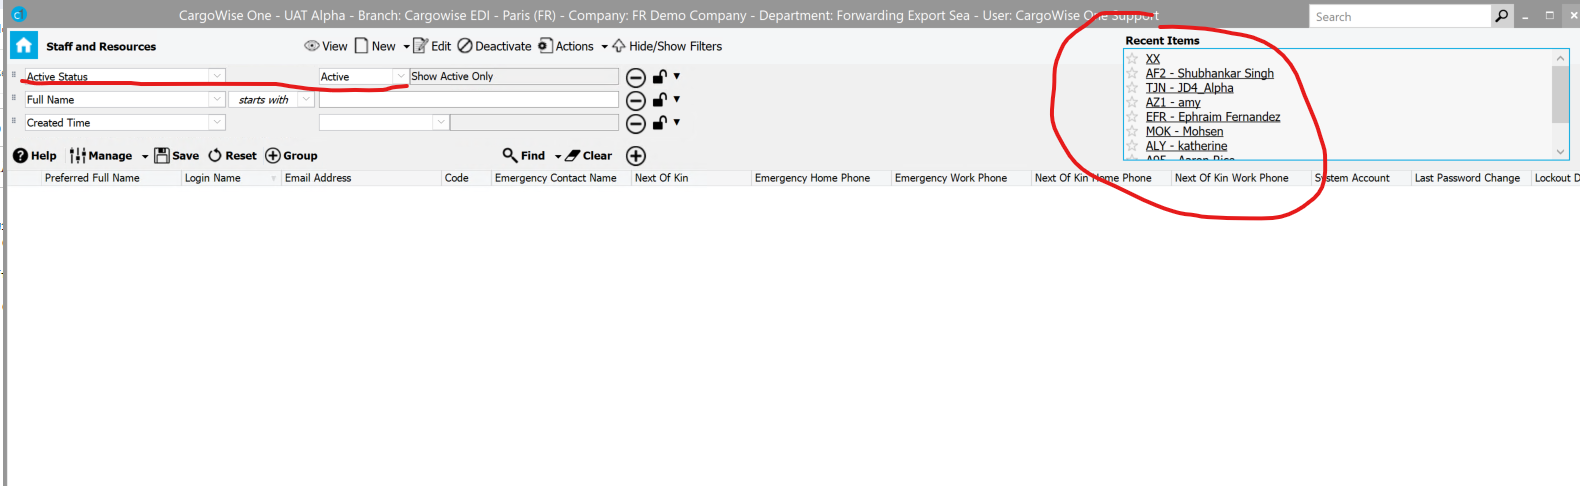 CargoWise One - UAT Alpha - Branch: Cargowise EDI - Paris (FR) - Company: FR Demo Company - Department: Forwarding Export Sea - User: CargoWise One Support
Search
Staff and Resources
View New Edit Deactivate Actions Hide/Show Filters
Recent Items
XX
AF2 - Shubhankar Singh
TJN - JD4_Alpha
AZ1 - amy
EFR - Ephraim Fernandez
MOK - Mohsen
ALY - katherine
Active Status Active Show Active Only
Full Name starts with
Created Time
Help Manage Save Reset Group Find Clear
Preferred Full Name Login Name Email Address Code Emergency Contact Name Next Of Kin Emergency Home Phone Emergency Work Phone Next Of Kin Home Phone Next Of Kin Work Phone System Account Last Password Change Lockout D